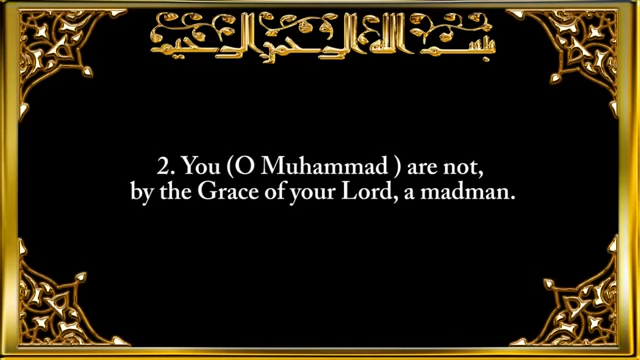 بسم الله الرحمن الرحيم
2. You (O Muhammad ) are not,
by the Grace of your Lord, a madman.